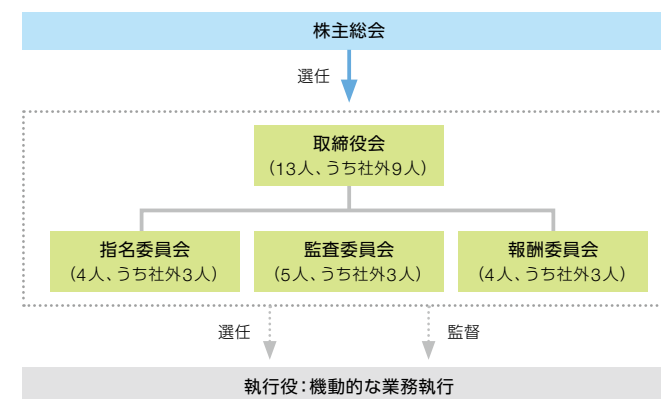 株主総会
選任
取締役会
(13人、うち社外9人)
指名委員会
(4人、うち社外3人)
監査委員会
(5人、うち社外3人)
報酬委員会
(4人、うち社外3人)
選任
監督
執行役：機動的な業務執行